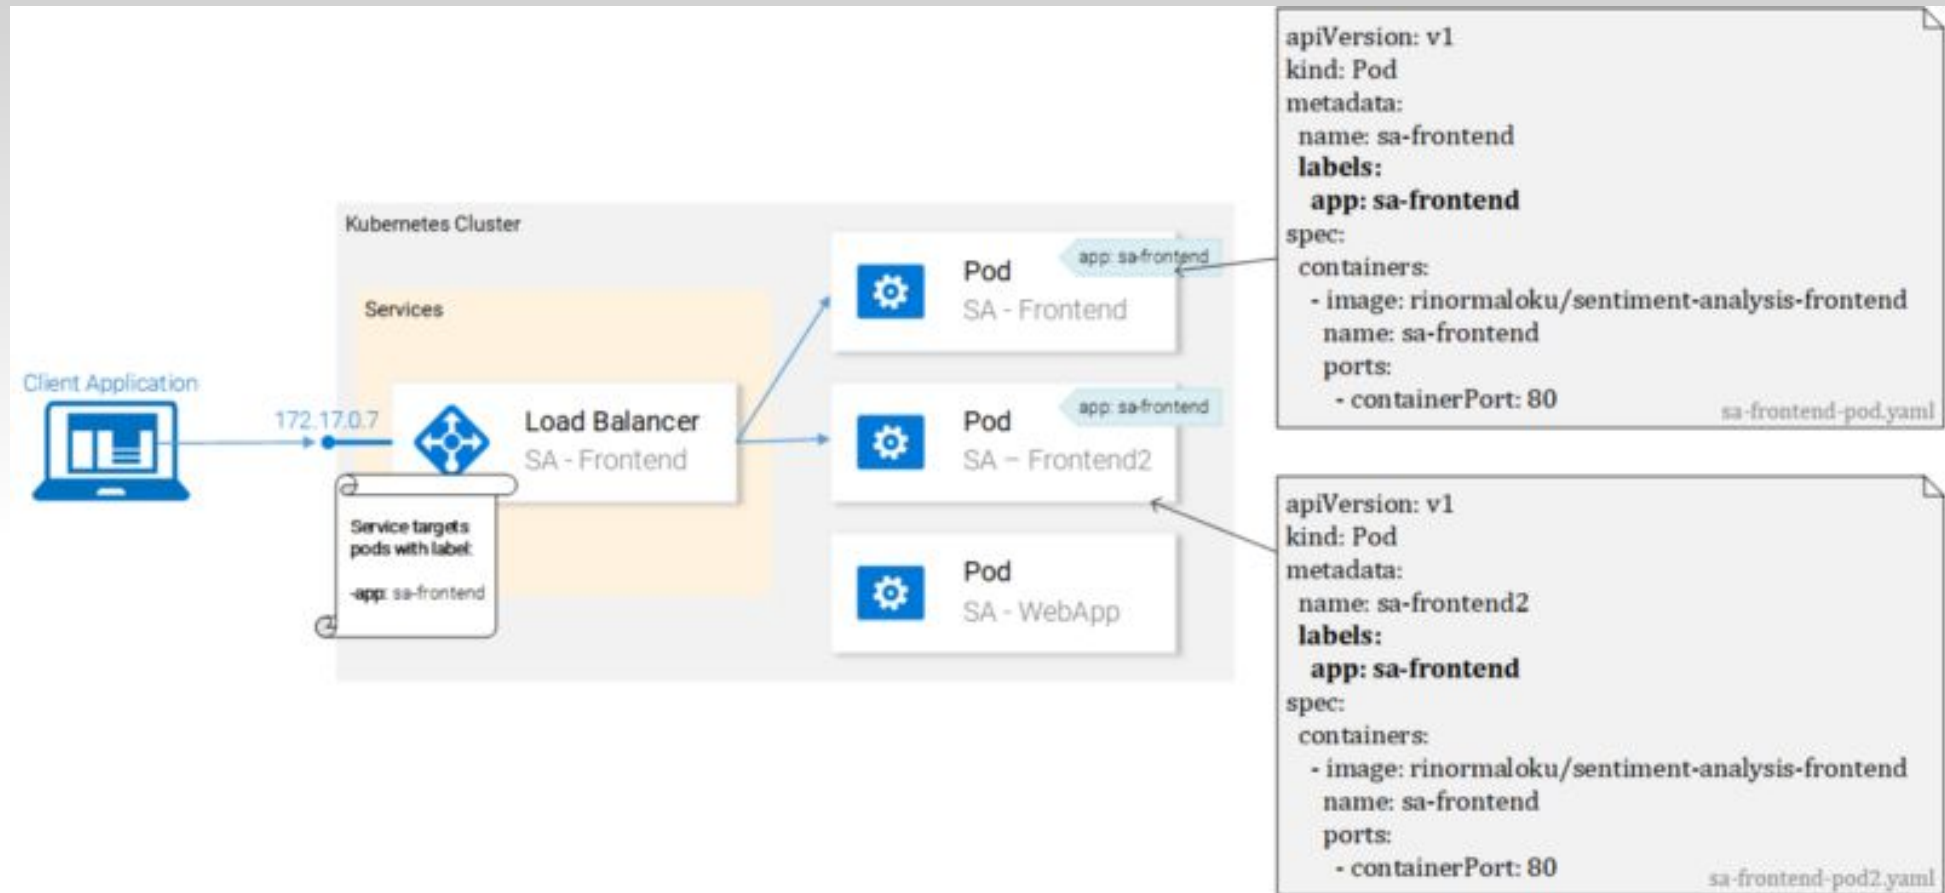 Client Application
172.17.0.7
Kubernetes Cluster
Services
Load Balancer
SA - Frontend
Service targets
pods with label:
-app: sa-frontend
Pod
SA - Frontend
app: sa-frontend
Pod
SA – Frontend2
app: sa-frontend
Pod
SA - WebApp
apiVersion: v1
kind: Pod
metadata:
name: sa-frontend
labels:
app: sa-frontend
spec:
containers:
- image: rinormaloku/sentiment-analysis-frontend
name: sa-frontend
ports:
- containerPort: 80
sa-frontend-pod.yaml
apiVersion: v1
kind: Pod
metadata:
name: sa-frontend2
labels:
app: sa-frontend
spec:
containers:
- image: rinormaloku/sentiment-analysis-frontend
name: sa-frontend
ports:
- containerPort: 80
sa-frontend-pod2.yaml